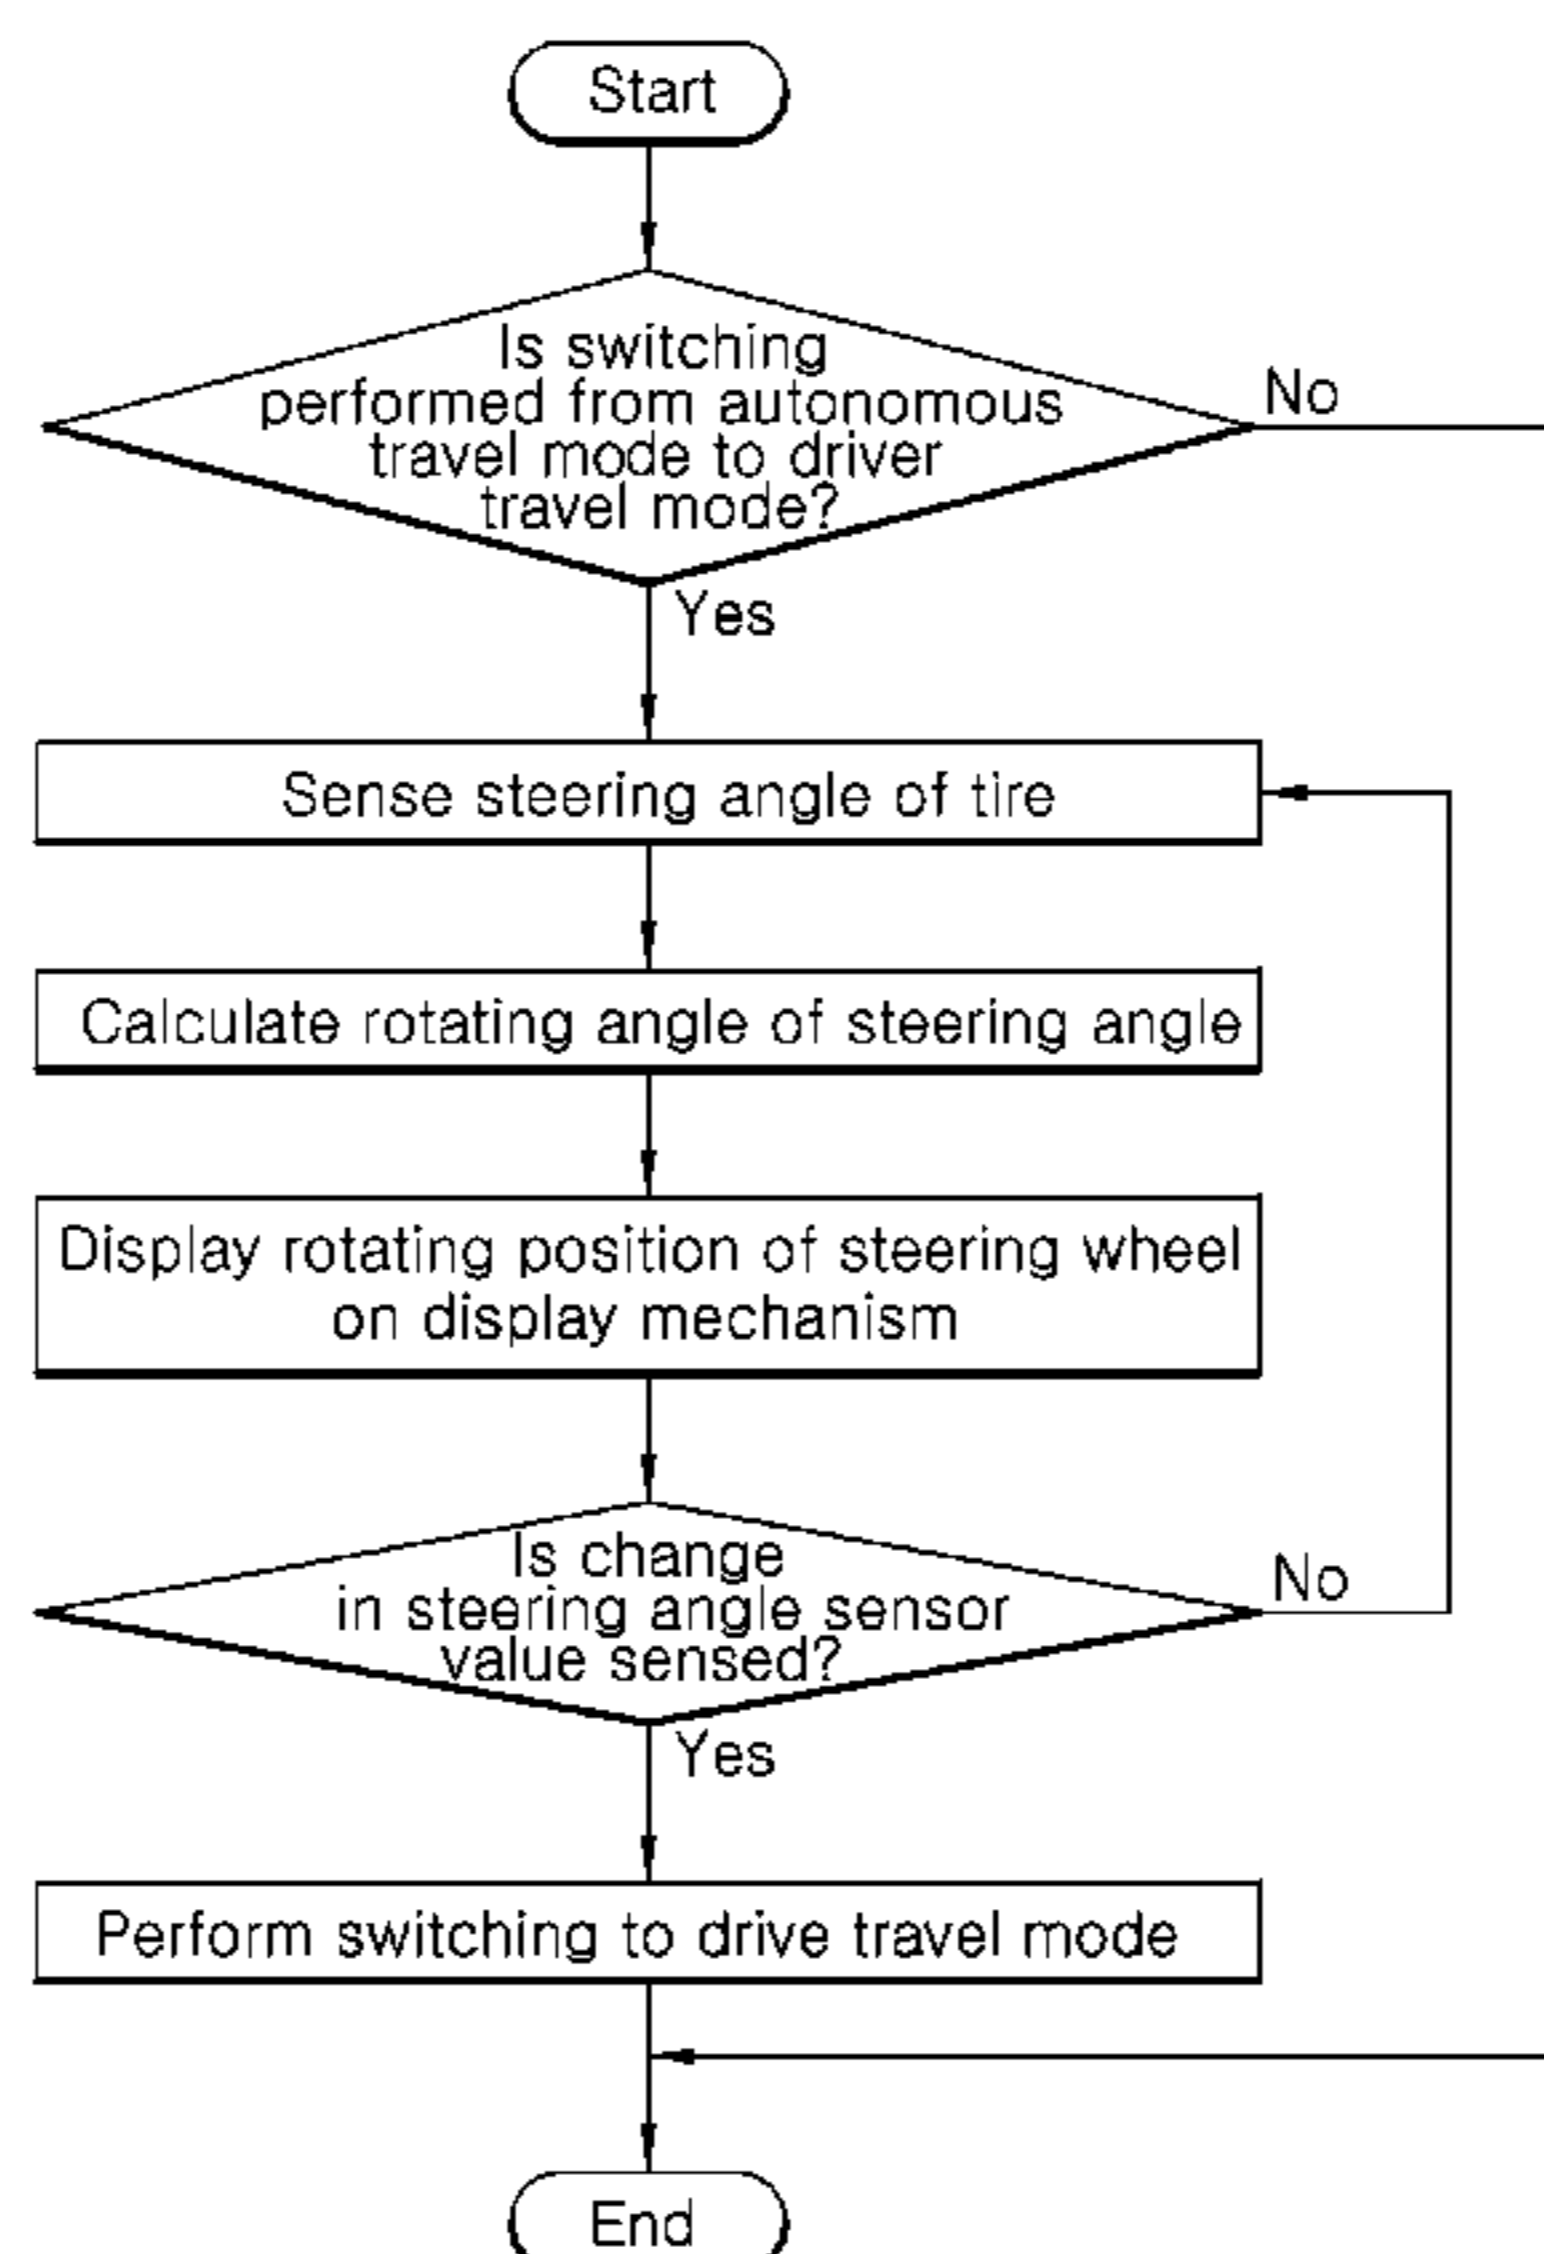 Start
Is switching
performed from autonomous
travel mode to driver
travel mode?
No
Yes
Sense steering angle of tire
Calculate rotating angle of steering angle
Display rotating position of steering wheel
on display mechanism
Is change
in steering angle sensor
value sensed?
No
Yes
Perform switching to drive travel mode
End